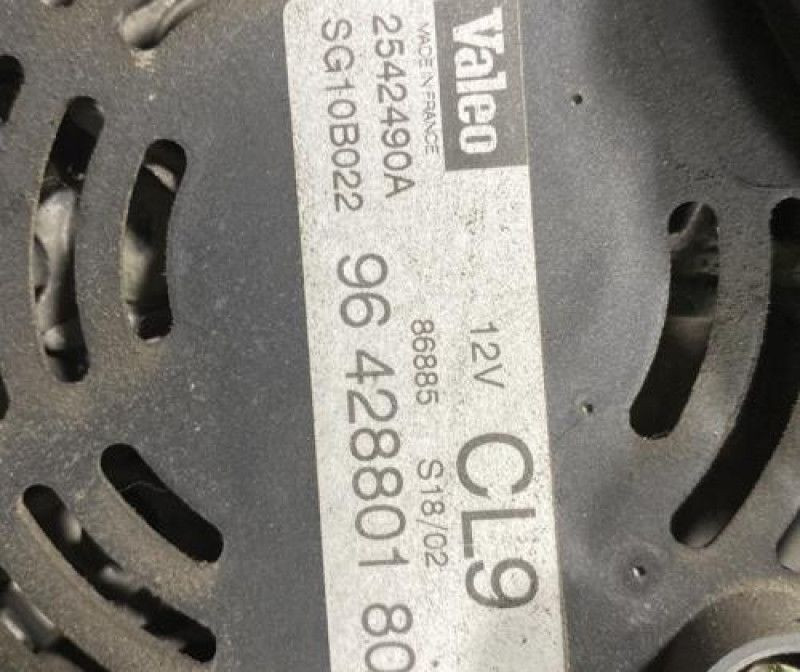 Valeo
MADE IN FRANCE
2542490A
SG10B022
12V CL9
86885 S18/02
96 428801 80